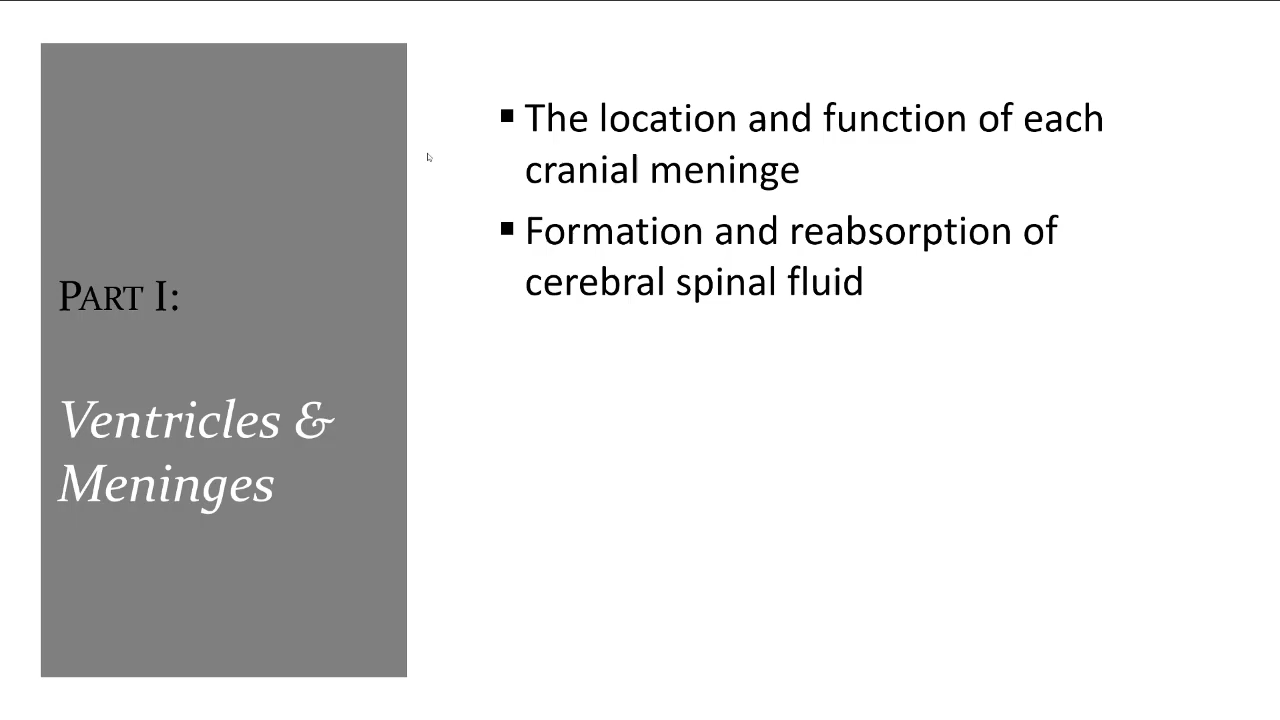 PART I:
Ventricles &
Meninges
▪ The location and function of each
cranial meninge
▪ Formation and reabsorption of
cerebral spinal fluid